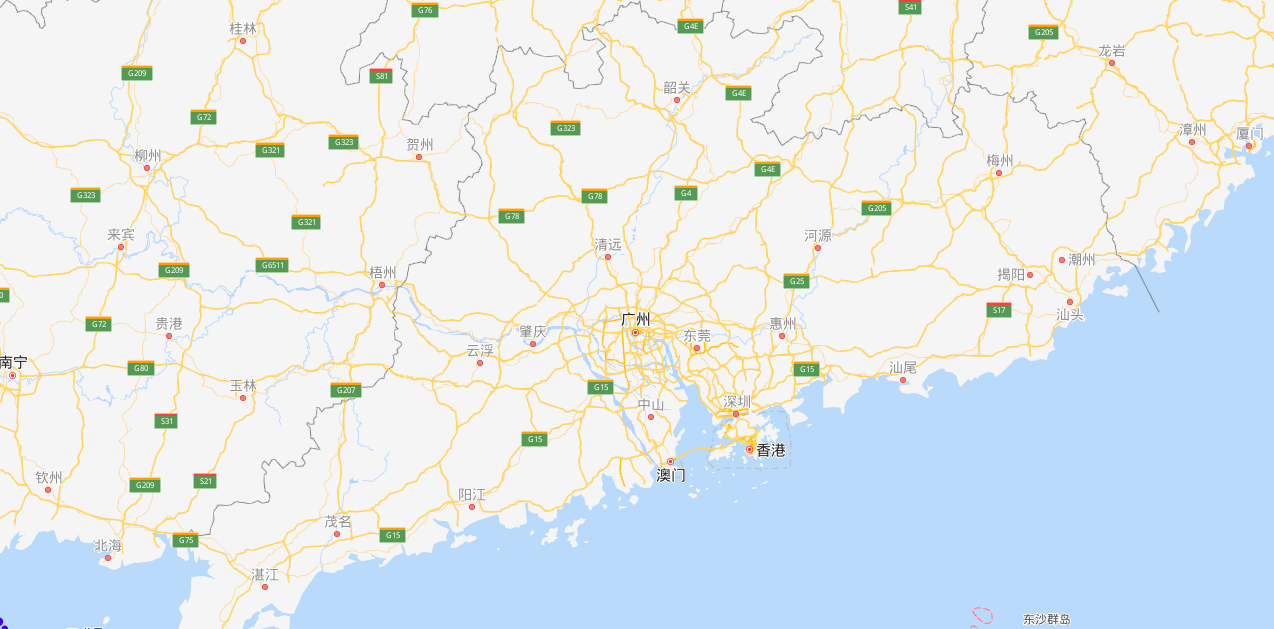 G76
S41
G4E
桂林
G205
龙岩
G209
S81
韶关
G4E
G72
G323
漳州
厦门
G323
贺州
G321
柳州
梅州
G4E
G323
G78
G4
G205
G78
G321
来宾
河源
清远
潮州
G6511
G209
梧州
揭阳
G25
0
汕头
S17
广州
贵港
G72
肇庆
东莞
惠州
云浮
南宁
G80
G15
汕尾
玉林
G207
G15
中山
深圳
S31
G15
香港
澳门
钦州
G209
S21
阳江
茂名
G15
G75
北海
湛江
东沙群岛